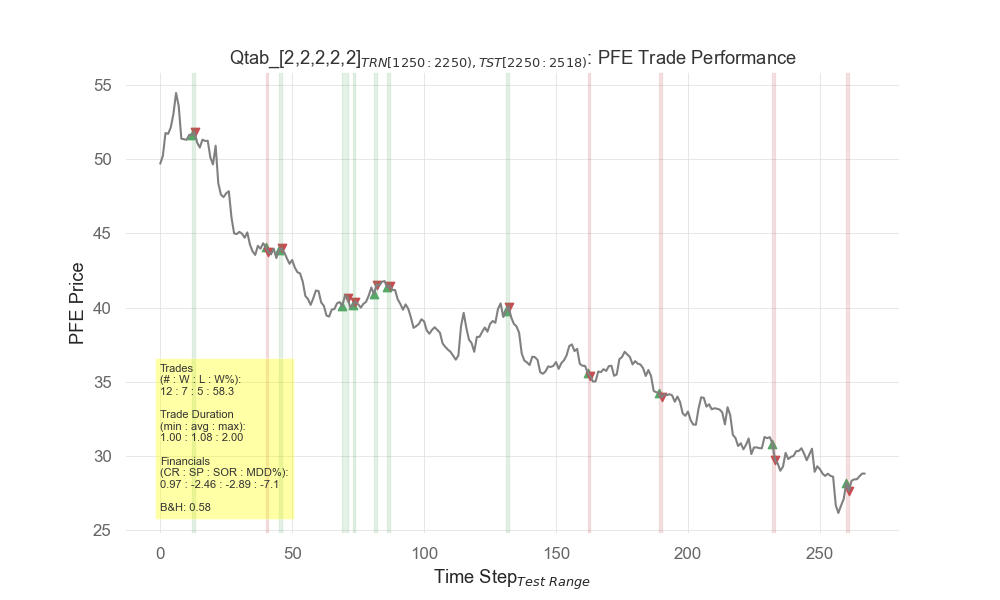 Qtab_[2,2,2,2,2]TRN[1250:2250),TST[2250:2518): PFE Trade Performance
55
50
45
40
35
30
25
PFE Price
Trades
(# : W : L : W%):
12 : 7 : 5 : 58.3
Trade Duration
(min : avg : max):
1.00 : 1.08 : 2.00
Financials
(CR : SP : SOR : MDD%):
0.97 : -2.46 : -2.89 : -7.1
B&H: 0.58
0 50 100 150 200 250
Time StepTest Range